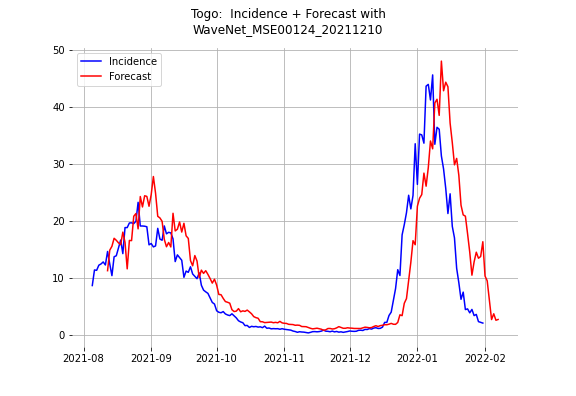 Togo:  Incidence + Forecast with
WaveNet_MSE00124_20211210
Incidence
Forecast
50
40
30
20
10
0
2021-08 2021-09 2021-10 2021-11 2021-12 2022-01 2022-02